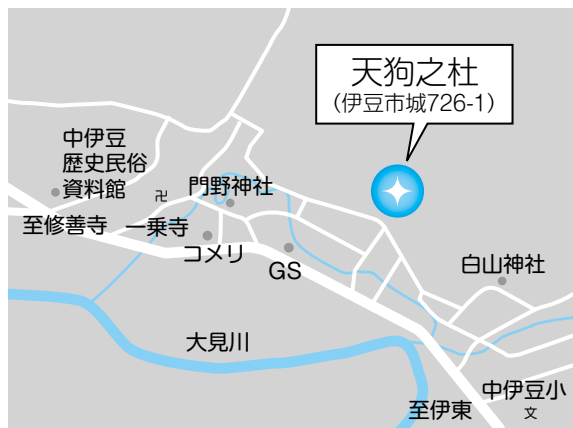 天狗之杜
（伊豆市城726-1）
中伊豆
歴史民俗
資料館
卍
門野神社
至修善寺
一乗寺
コメリ
GS
白山神社
大見川
中伊豆小
文
至伊東